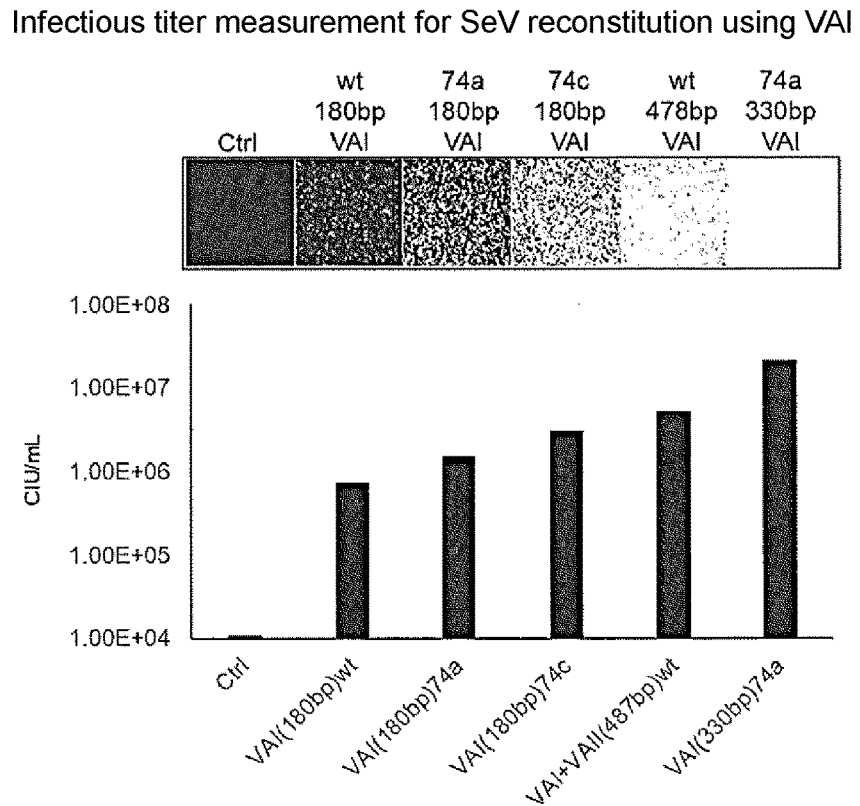 Infectious titer measurement for SeV reconstitution using VAI
wt 74a 74c wt 74a
180bp 180bp 180bp 478bp 330bp
Ctrl VAI VAI VAI VAI VAI
1.00E+08
1.00E+07
1.00E+06
1.00E+05
1.00E+04
CIU/mL
Ctrl
VAI(180bp)wt
VAI(180bp)74a
VAI(180bp)74c
VAI+VAII(487bp)wt
VAI(330bp)74a